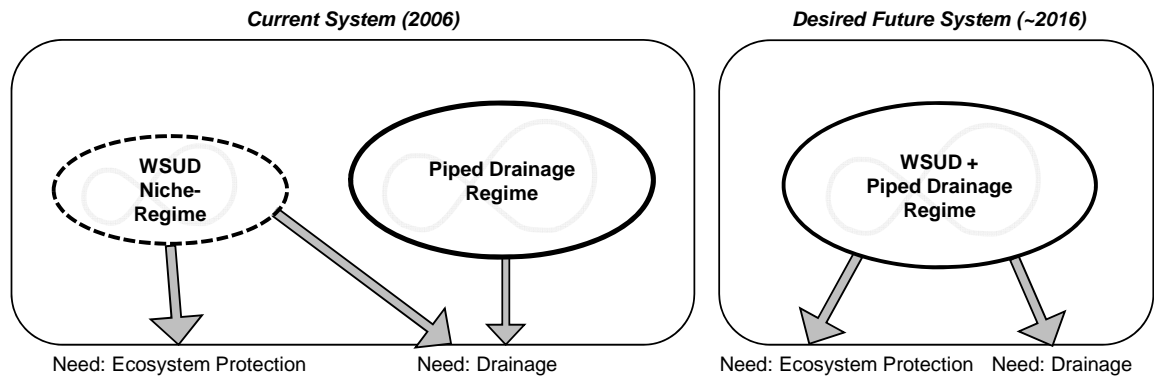 Current System (2006)
Desired Future System (~2016)
WSUD
Niche-
Regime
Piped Drainage
Regime
WSUD +
Piped Drainage
Regime
Need: Ecosystem Protection
Need: Drainage
Need: Ecosystem Protection
Need: Drainage